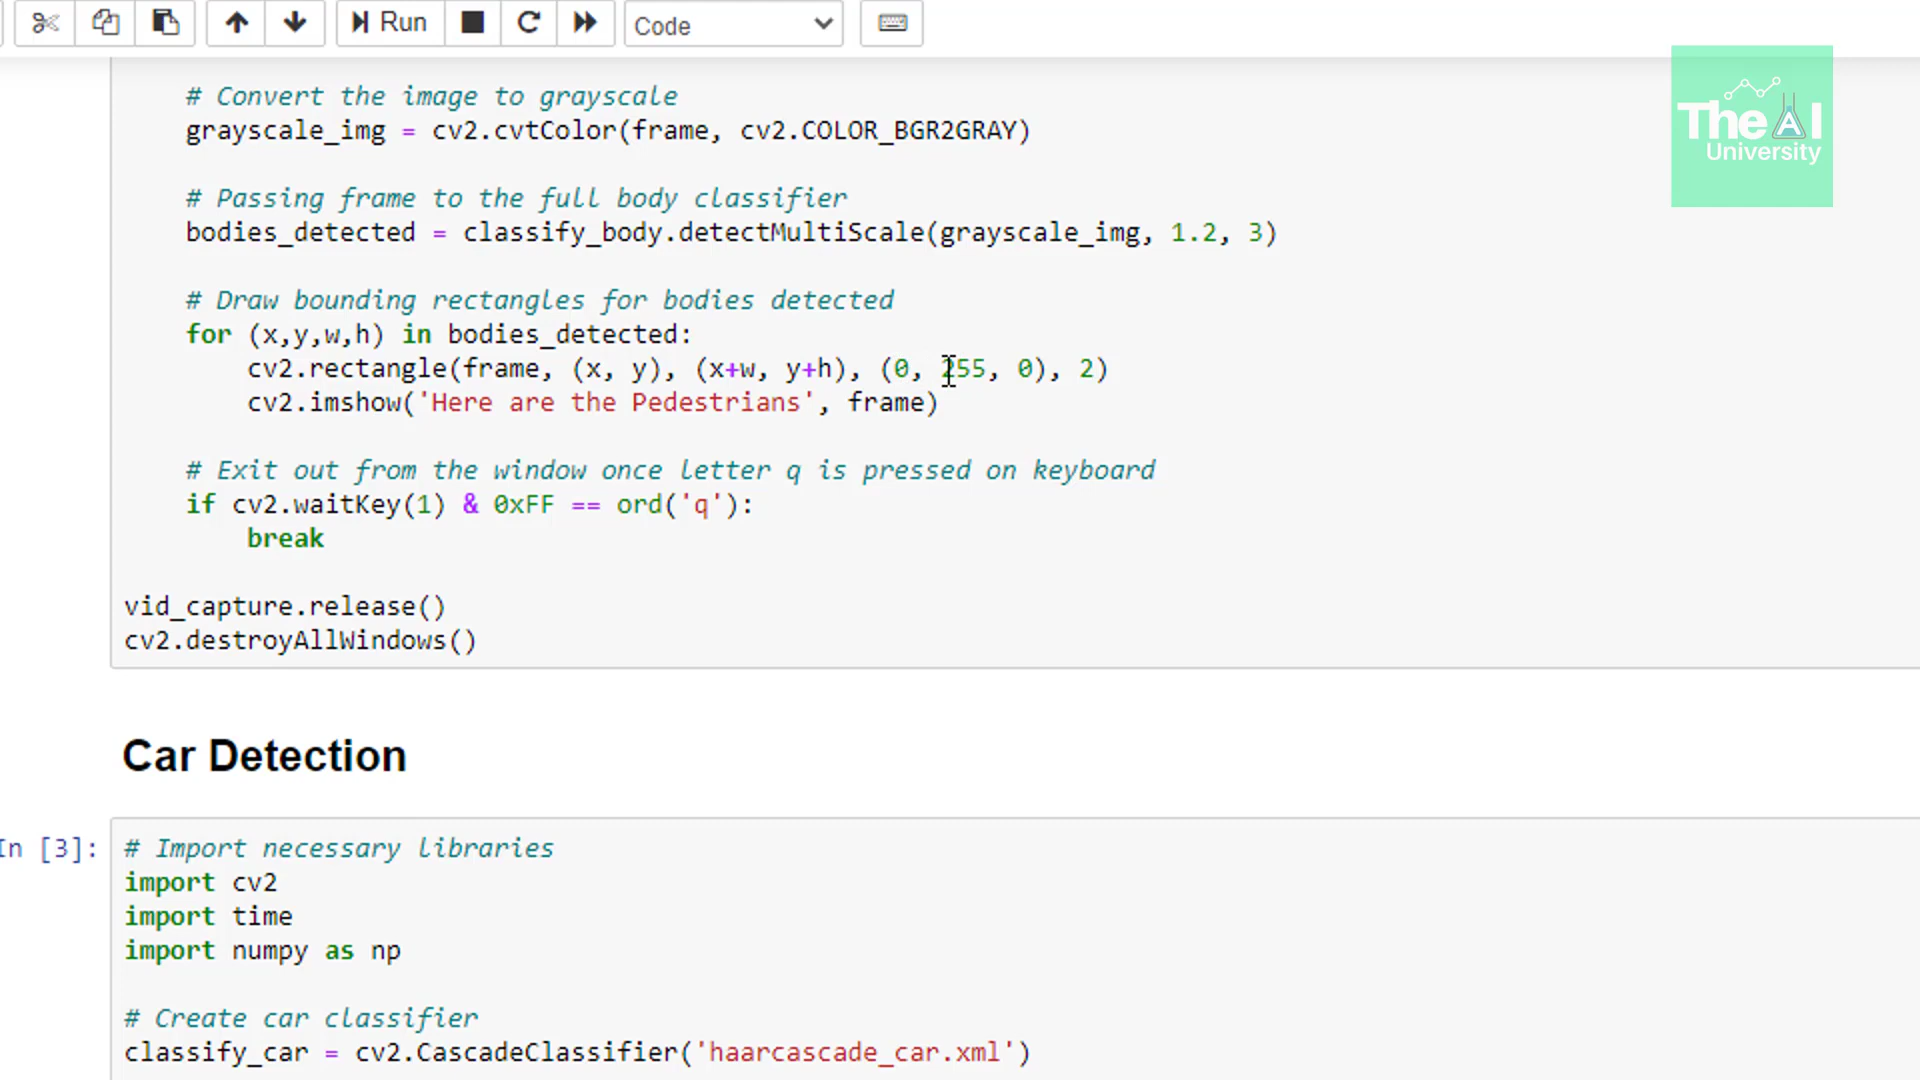 Run
Code
The AI
University
# Convert the image to grayscale
grayscale_img = cv2.cvtColor(frame, cv2.COLOR_BGR2GRAY)
# Passing frame to the full body classifier
bodies_detected = classify_body.detectMultiScale(grayscale_img, 1.2, 3)
# Draw bounding rectangles for bodies detected
for (x,y,w,h) in bodies_detected:
cv2.rectangle(frame, (x, y), (x+w, y+h), (0, 255, 0), 2)
cv2.imshow('Here are the Pedestrians', frame)
# Exit out from the window once letter q is pressed on keyboard
if cv2.waitKey(1) & 0xFF == ord('q'):
break
vid_capture.release()
cv2.destroyAllWindows()
Car Detection
In [3]:
# Import necessary libraries
import cv2
import time
import numpy as np
# Create car classifier
classify_car = cv2.CascadeClassifier('haarcascade_car.xml')